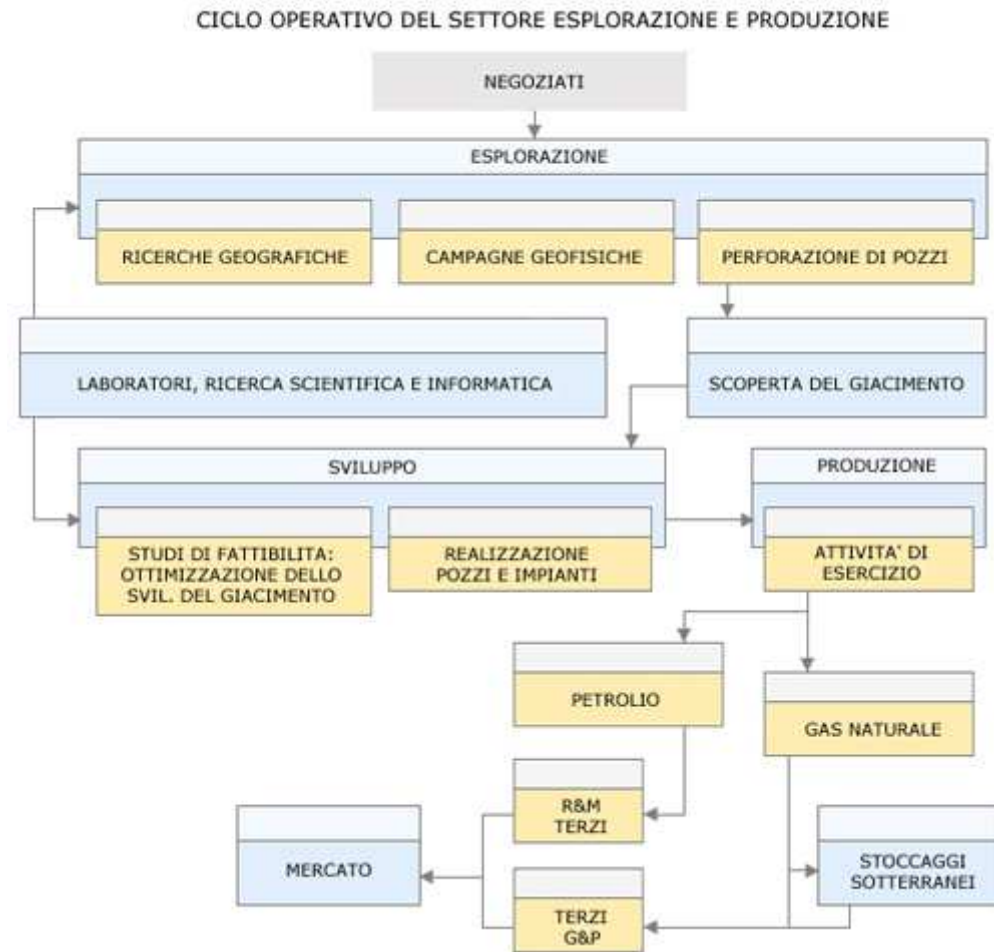 CICLO OPERATIVO DEL SETTORE ESPLORAZIONE E PRODUZIONE
NEGOZIATI
ESPLORAZIONE
RICERCHE GEOGRAFICHE
CAMPAGNE GEOFISICHE
PERFORAZIONE DI POZZI
LABORATORI, RICERCA SCIENTIFICA E INFORMATICA
SCOPERTA DEL GIACIMENTO
SVILUPPO
PRODUZIONE
STUDI DI FATTIBILITA:
OTTIMIZZAZIONE DELLO
SVIL. DEL GIACIMENTO
REALIZZAZIONE
POZZI E IMPIANTI
ATTIVITA' DI
ESERCIZIO
PETROLIO
GAS NATURALE
R&M
TERZI
MERCATO
STOCCAGGI
SOTTERRANEI
TERZI
G&P